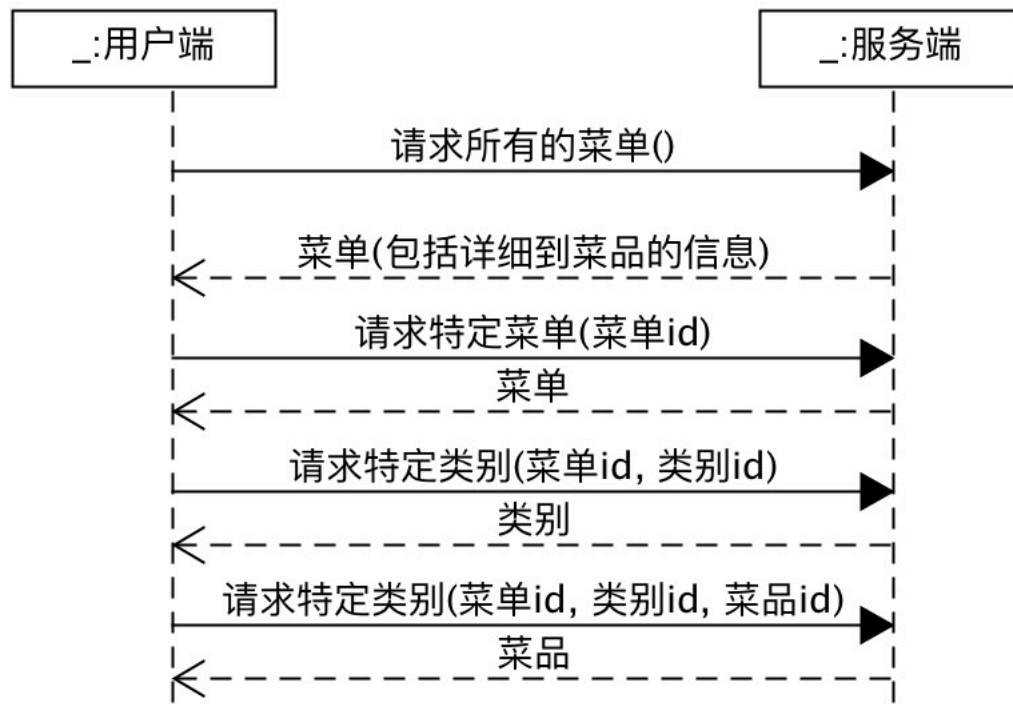 _:用户端
_:服务端
请求所有的菜单()
菜单(包括详细到菜品的信息)
请求特定菜单(菜单id)
菜单
请求特定类别(菜单id, 类别id)
类别
请求特定类别(菜单id, 类别id, 菜品id)
菜品